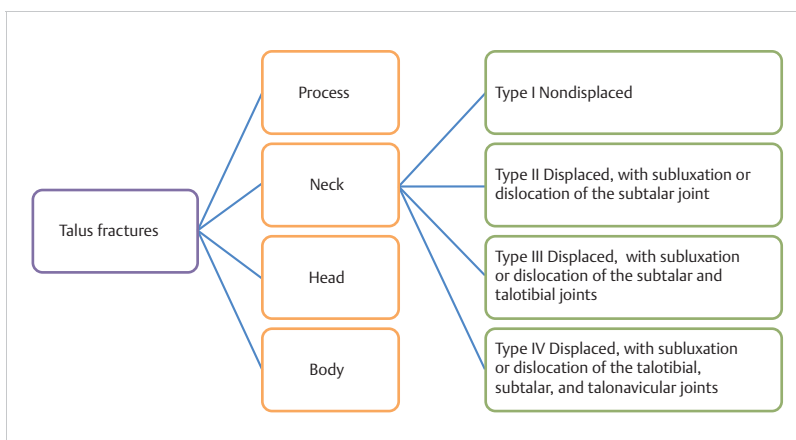 Talus fractures
Process
Neck
Head
Body
Type I Nondisplaced
Type II Displaced, with subluxation or
dislocation of the subtalar joint
Type III Displaced, with subluxation
or dislocation of the subtalar and
talotibial joints
Type IV Displaced, with subluxation
or dislocation of the talotibial,
subtalar, and talonavicular joints